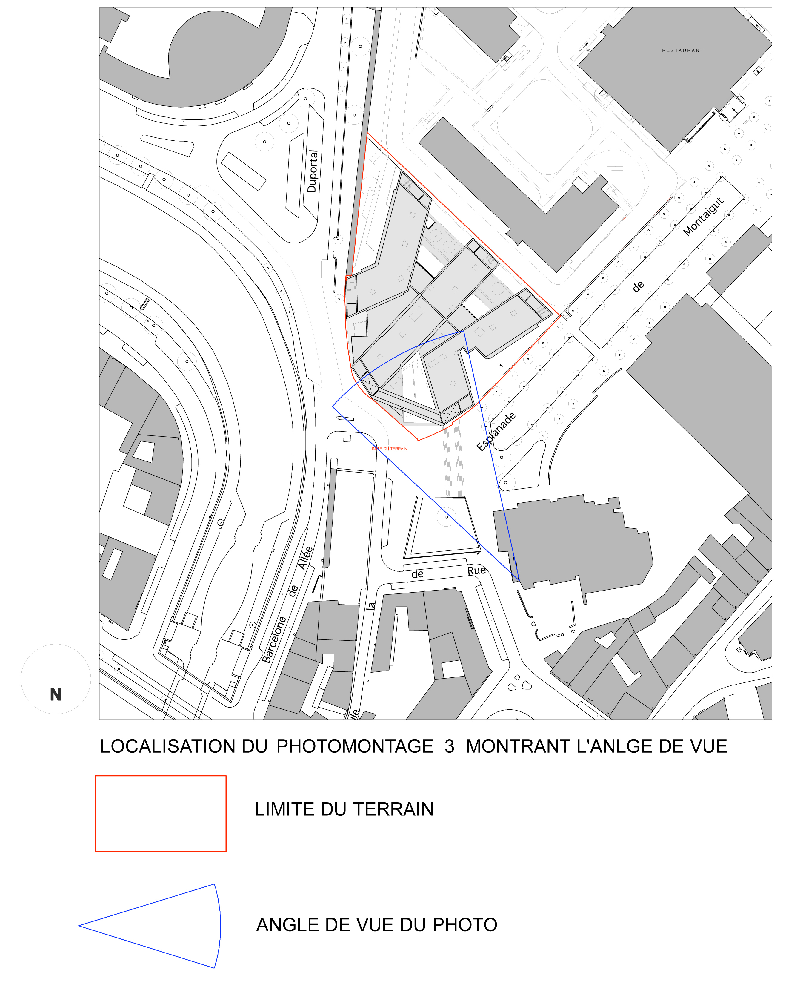 RESTAURANT
Duportal
Montaigut
de
Esplanade
LIMITE DU TERRAIN
Allée
de
Barcelone
de
Rue
la
ule
N
LOCALISATION DU PHOTOMONTAGE 3 MONTRANT L'ANLGE DE VUE
LIMITE DU TERRAIN
ANGLE DE VUE DU PHOTO